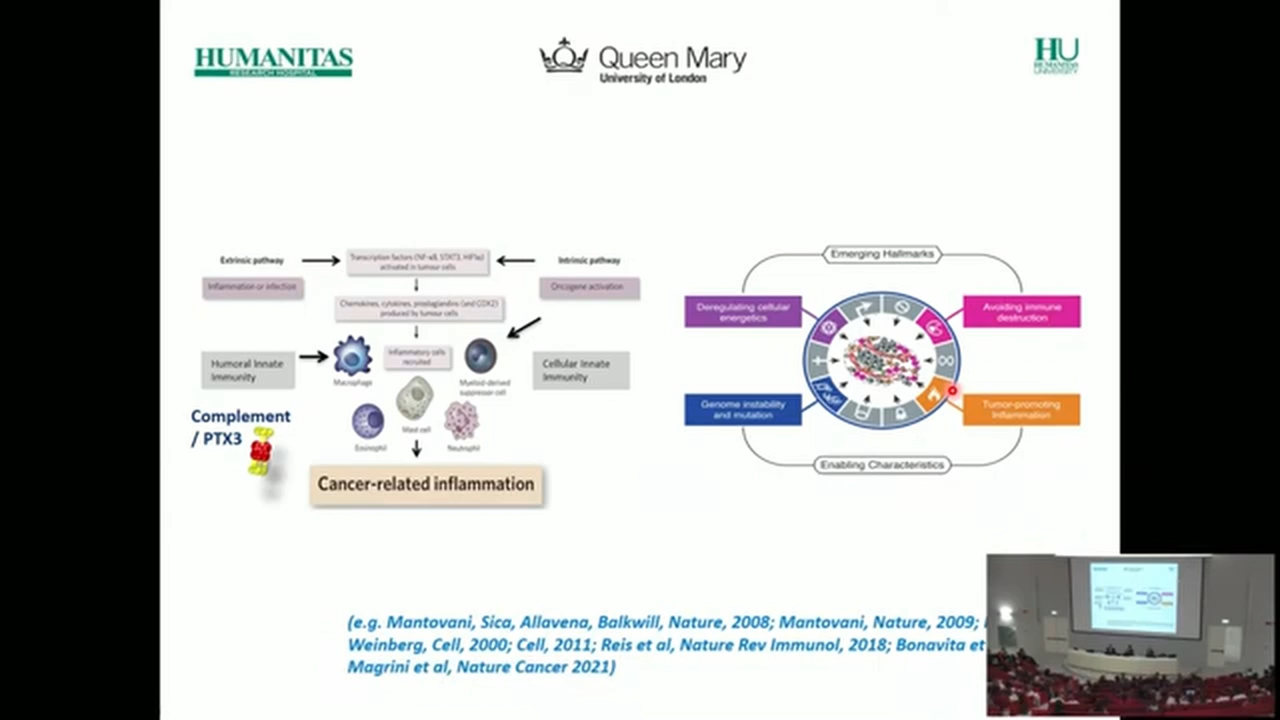 HUMANITAS
RESEARCH HOSPITAL
Queen Mary
University of London
HU
HUMANITAS
UNIVERSITY
Extrinsic pathway
Transcription factors (NF-κB, STAT3, HIF1α)
activated in tumour cells
Intrinsic pathway
Inflammation or infection
Oncogene activation
Chemokines, cytokines, prostaglandins (and COX2)
produced by tumour cells
Humoral Innate
Immunity
Inflammatory cells
recruited
Cellular Innate
Immunity
Macrophage
Myeloid-derived
suppressor cell
Complement
/ PTX3
Mast cell
Eosinophil
Neutrophil
Cancer-related inflammation
Emerging Hallmarks
Deregulating cellular
energetics
Avoiding immune
destruction
Genome instability
and mutation
Tumor-promoting
Inflammation
Enabling Characteristics
(e.g. Mantovani, Sica, Allavena, Balkwill, Nature, 2008; Mantovani, Nature, 2009;
Weinberg, Cell, 2000; Cell, 2011; Reis et al, Nature Rev Immunol, 2018; Bonavita et
Magrini et al, Nature Cancer 2021)